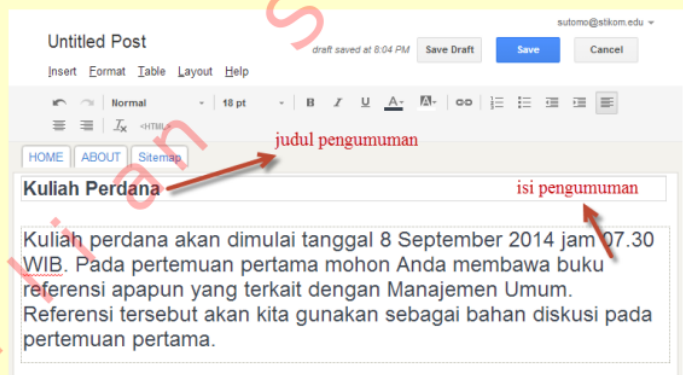 sutomo@stikom.edu
Untitled Post
draft saved at 8:04 PM Save Draft Save Cancel
Insert Format Table Layout Help
Normal 18 pt B I U A A
Ix <HTML>
judul pengumuman
HOME ABOUT Sitemap
Kuliah Perdana
isi pengumuman
Kuliah perdana akan dimulai tanggal 8 September 2014 jam 07.30
WIB. Pada pertemuan pertama mohon Anda membawa buku
referensi apapun yang terkait dengan Manajemen Umum.
Referensi tersebut akan kita gunakan sebagai bahan diskusi pada
pertemuan pertama.